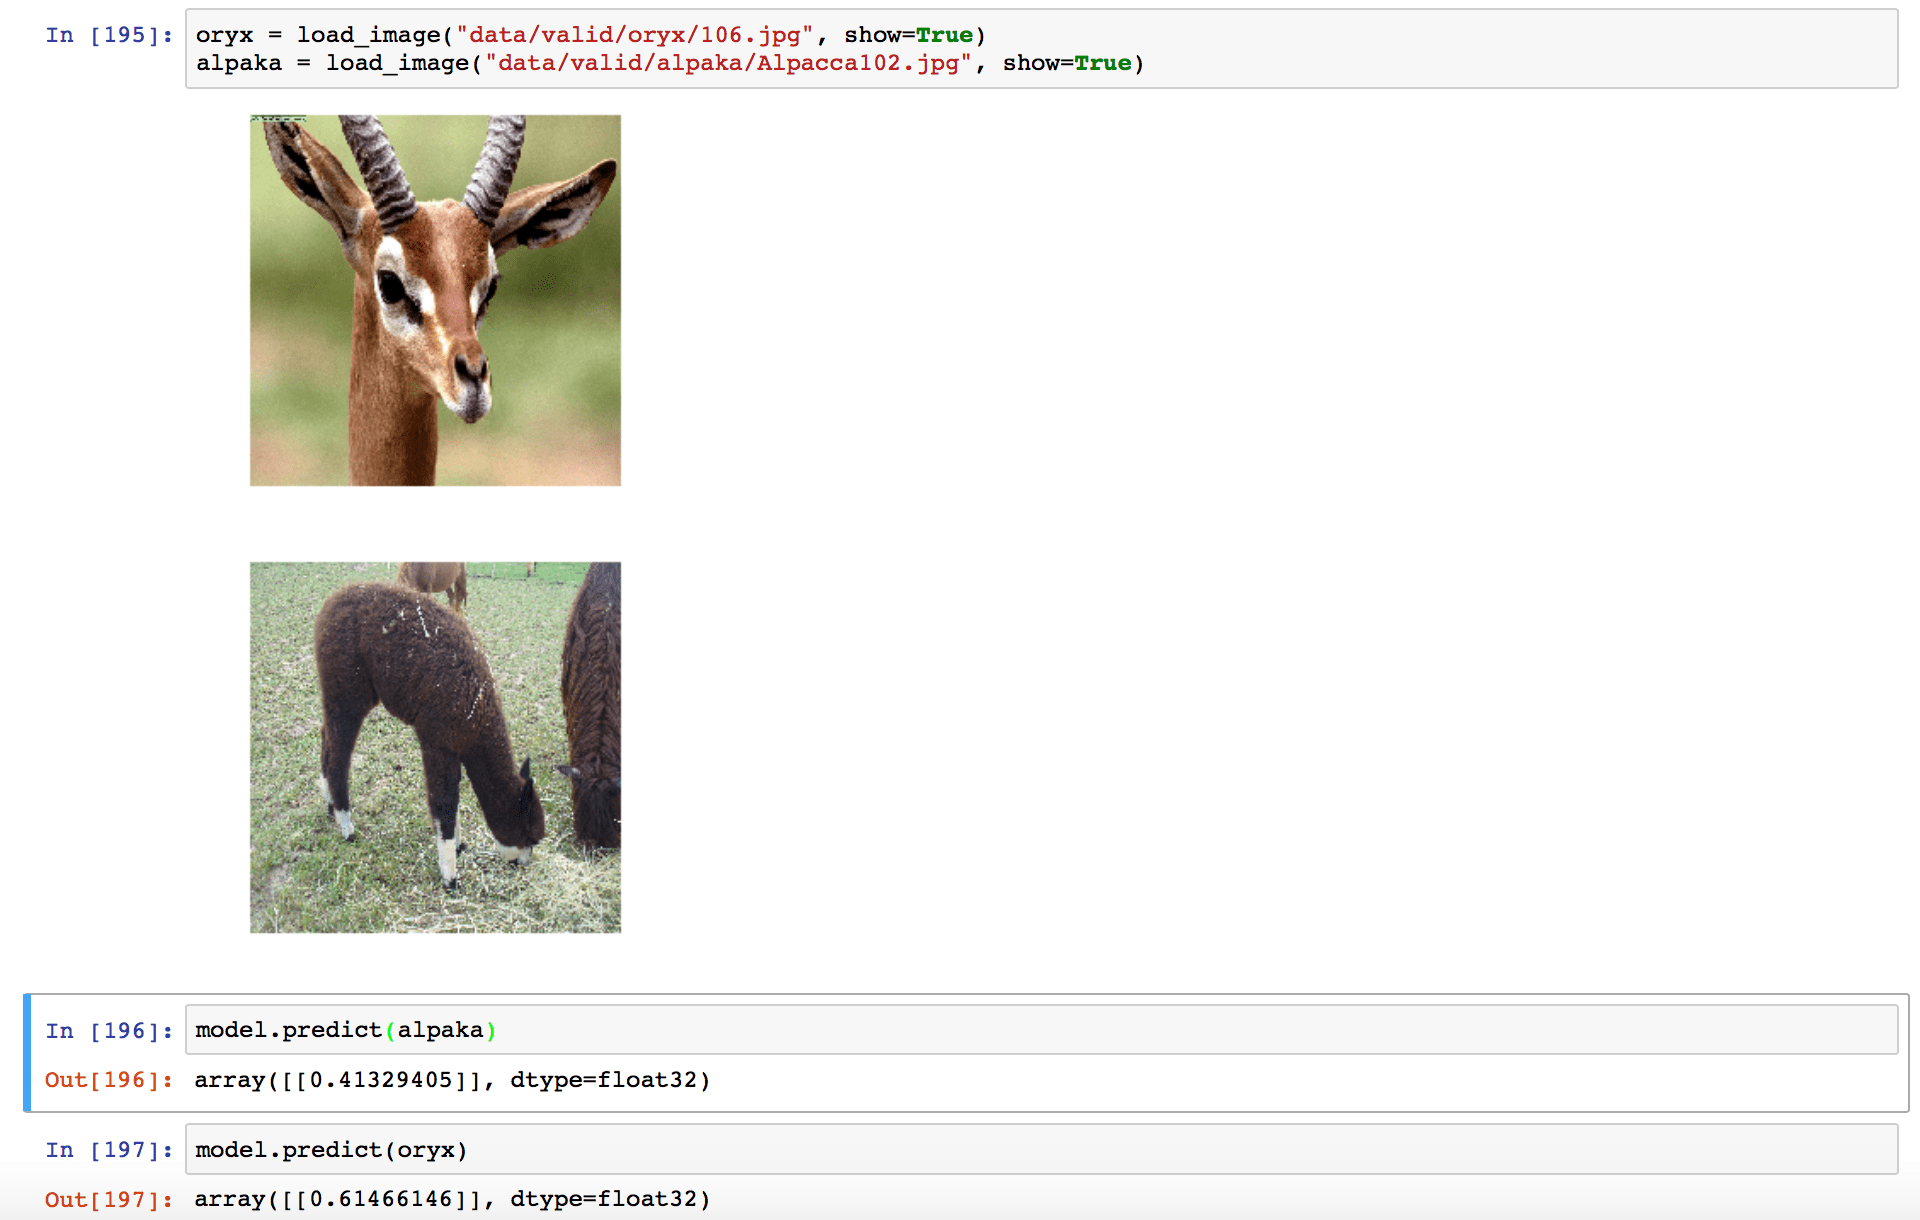 In [195]: oryx = load_image("data/valid/oryx/106.jpg", show=True)
alpaka = load_image("data/valid/alpaka/Alpacca102.jpg", show=True)
In [196]: model.predict(alpaka)
Out[196]: array([[0.41329405]], dtype=float32)
In [197]: model.predict(oryx)
Out[197]: array([[0.61466146]], dtype=float32)